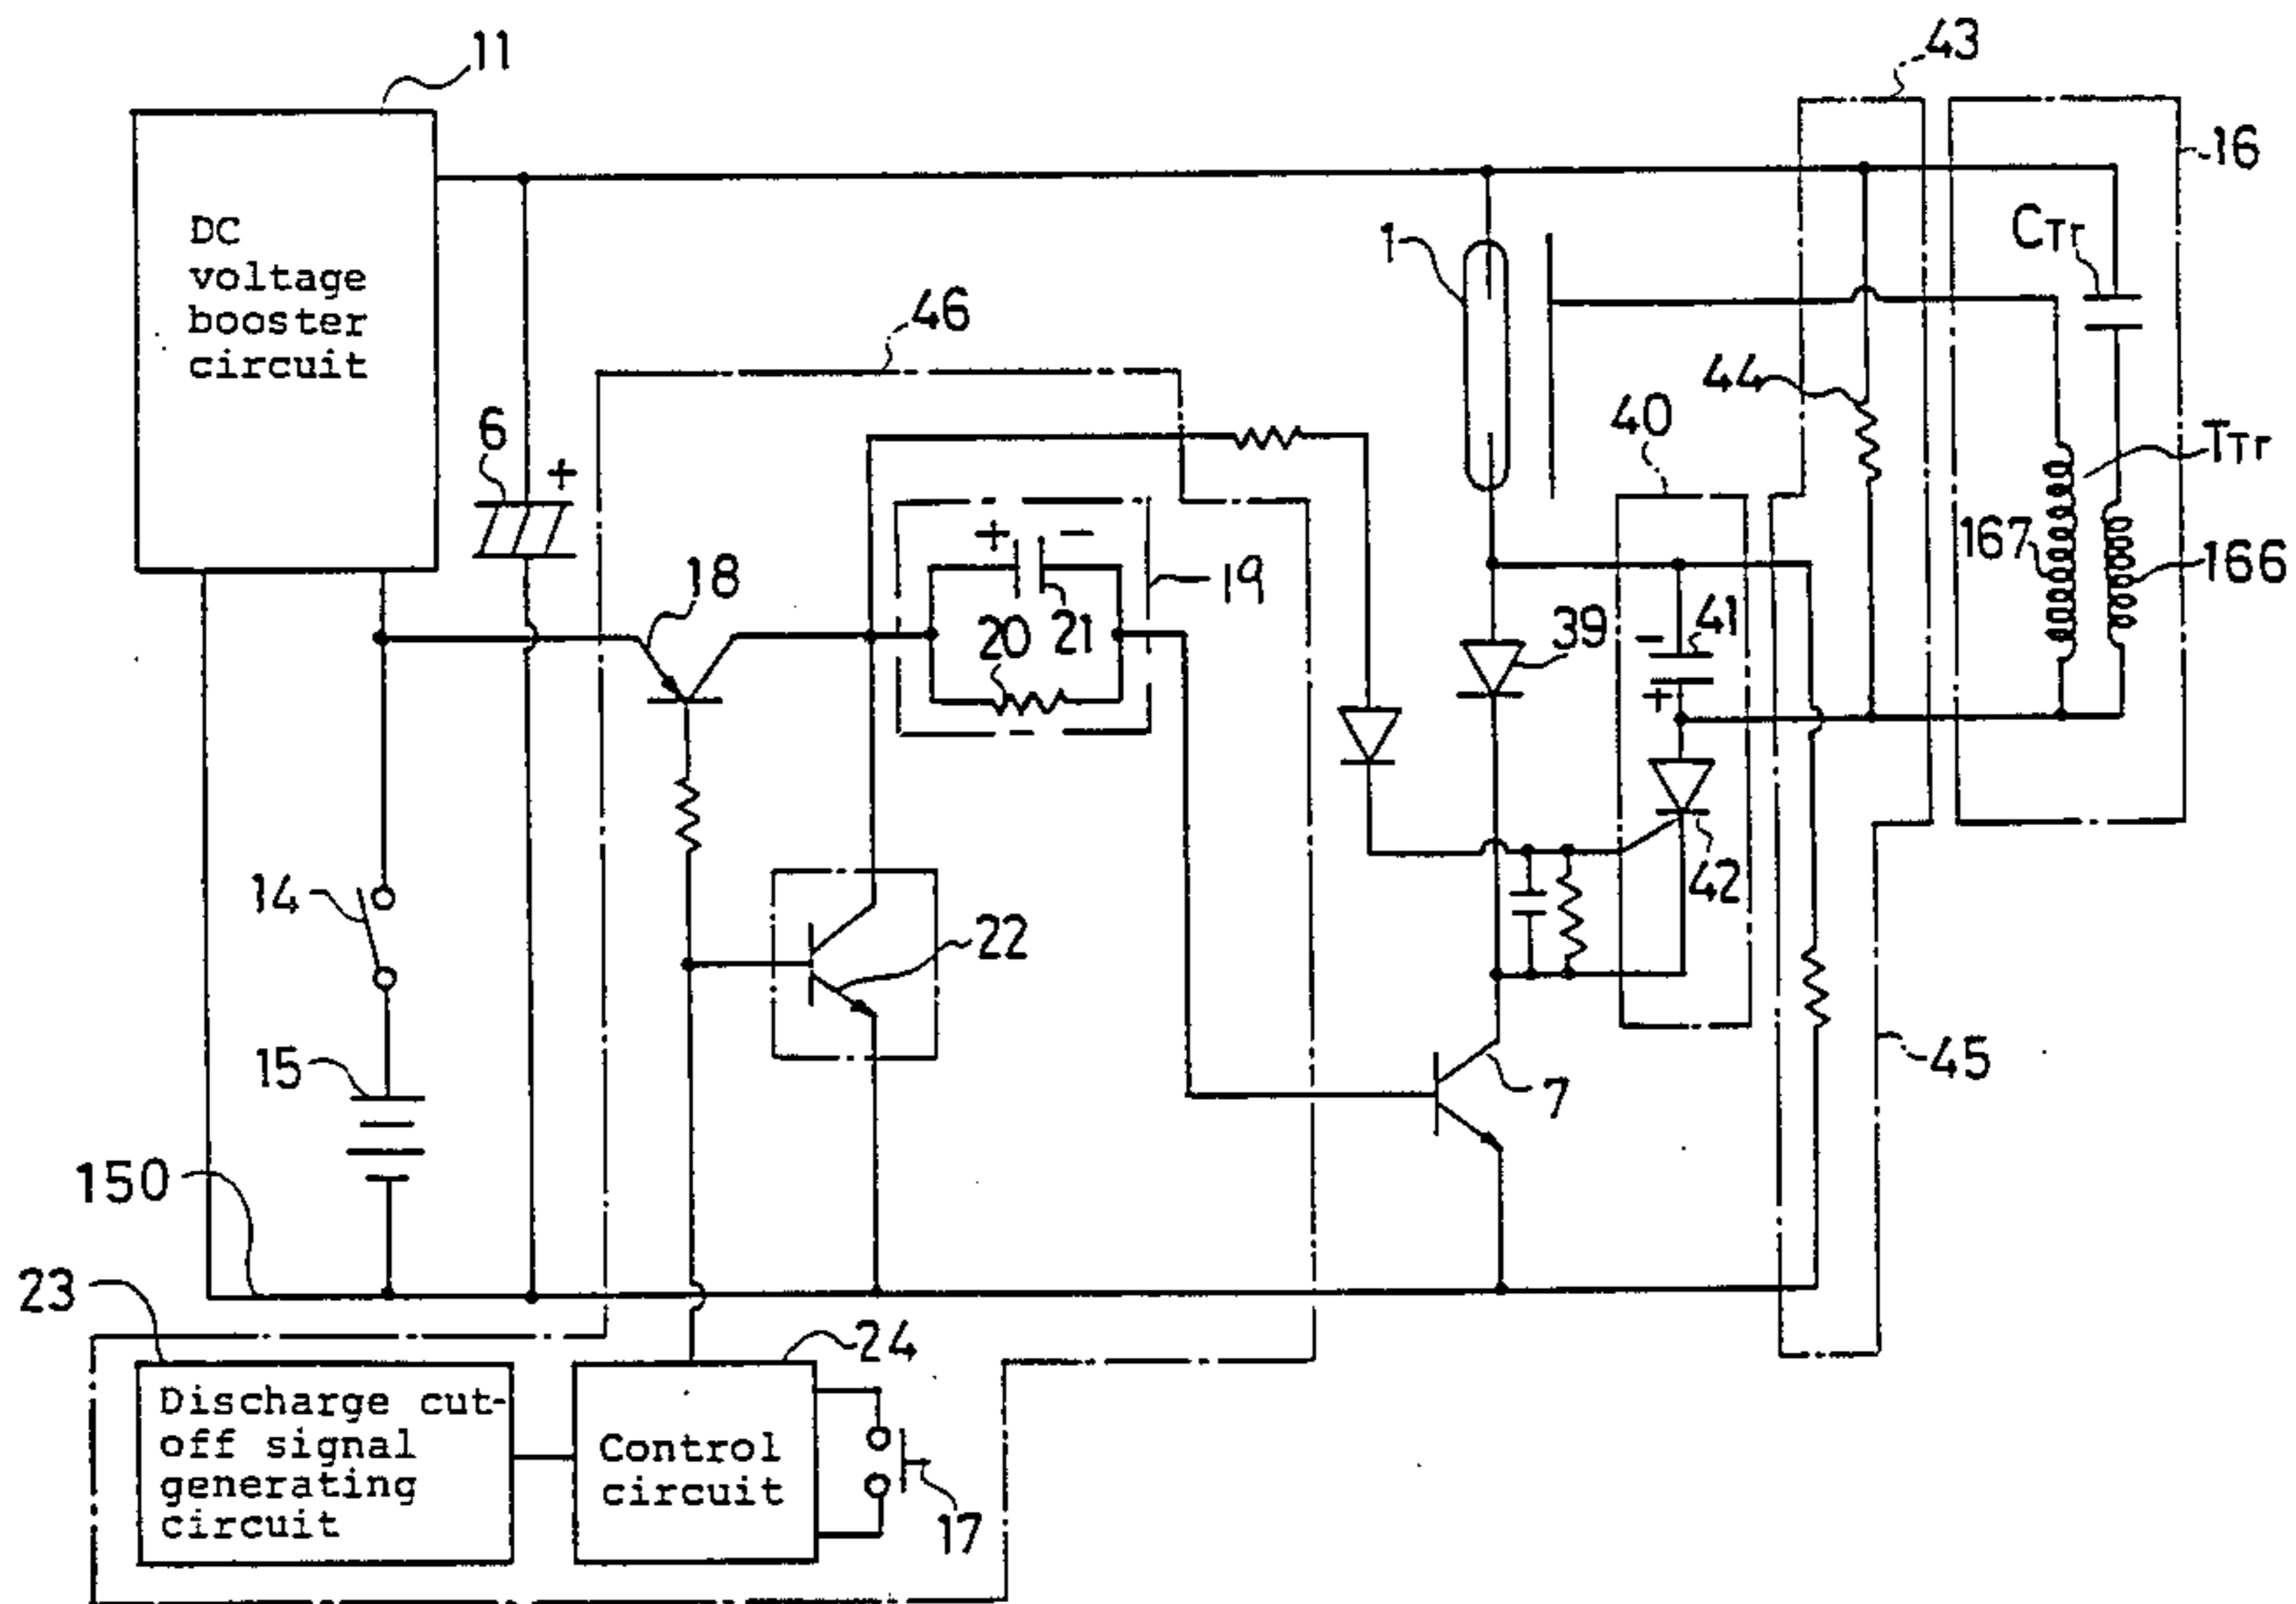 11
43
16
DC
voltage
booster
circuit
1
CTr
46
44
6
+
40
TTr
18
+ −
19
20
21
39
− 41
+
167
166
14
22
42
15
7
45
150
23
24
Discharge cut-
off signal
generating
circuit
Control
circuit
17